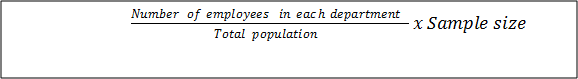 Number of employees in each department
x Sample size
Total population